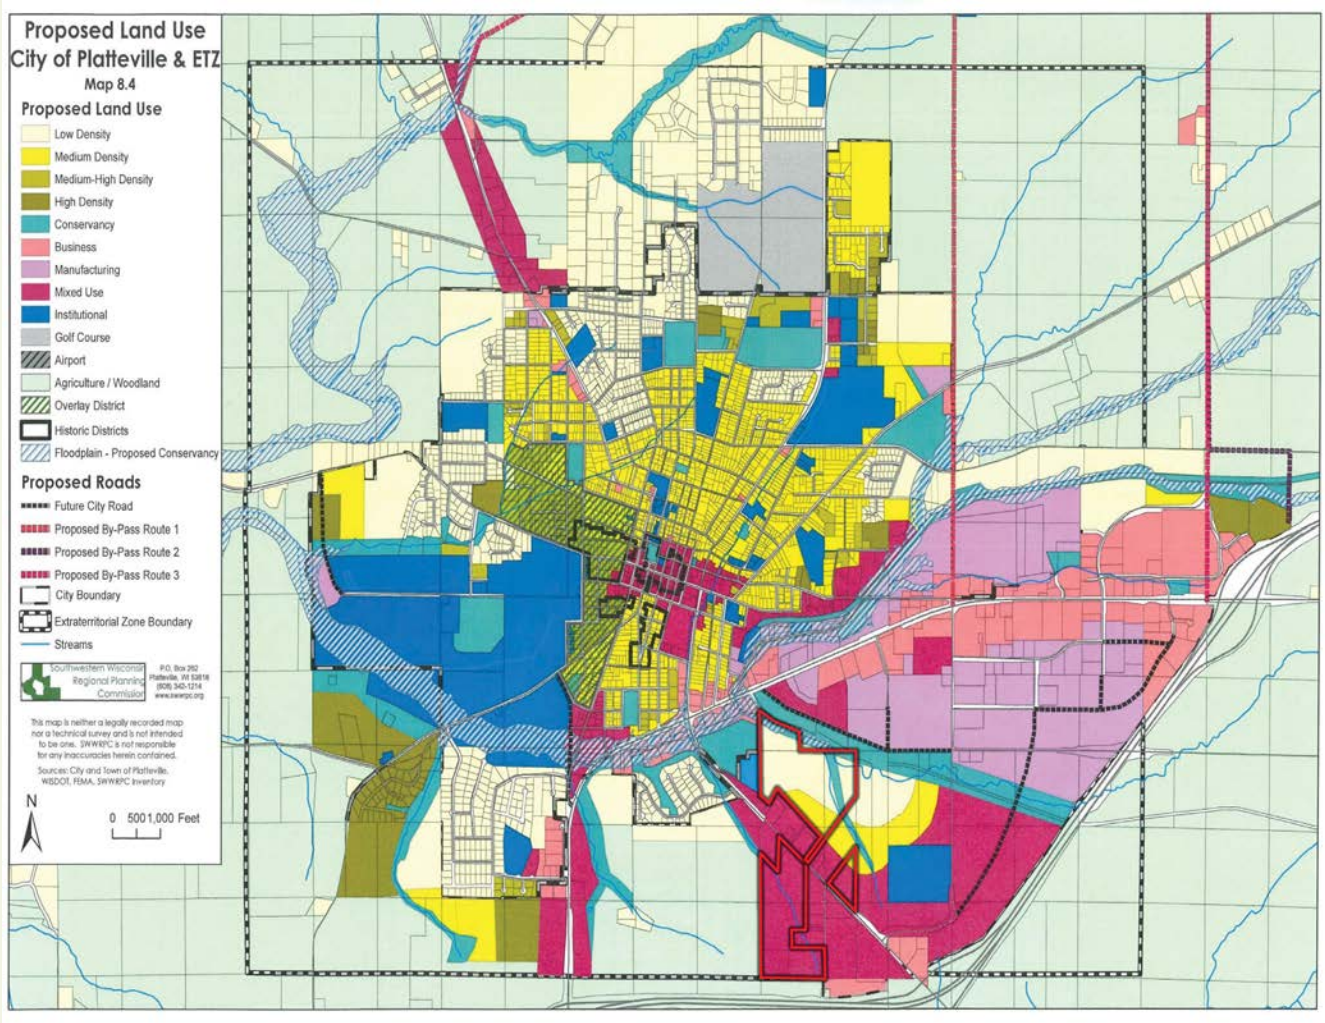 Proposed Land Use
City of Platteville & ETZ
Map 8.4
Proposed Land Use
Low Density
Medium Density
Medium-High Density
High Density
Conservancy
Business
Manufacturing
Mixed Use
Institutional
Golf Course
Airport
Agriculture / Woodland
Overlay District
Historic Districts
Floodplain - Proposed Conservancy
Proposed Roads
Future City Road
Proposed By-Pass Route 1
Proposed By-Pass Route 2
Proposed By-Pass Route 3
City Boundary
Extraterritorial Zone Boundary
Streams
Southwestern Wisconsin
Regional Planning
Commission
P.O. Box 262
Platteville, WI 53818
(608) 342-1214
www.swwrpc.org
This map is neither a legally recorded map
nor a technical survey and is not intended
to be one. SWWRPC is not responsible
for any inaccuracies herein contained.
Sources: City and Town of Platteville,
WISDOT, FEMA, SWWRPC Inventory
N
0 500 1,000 Feet